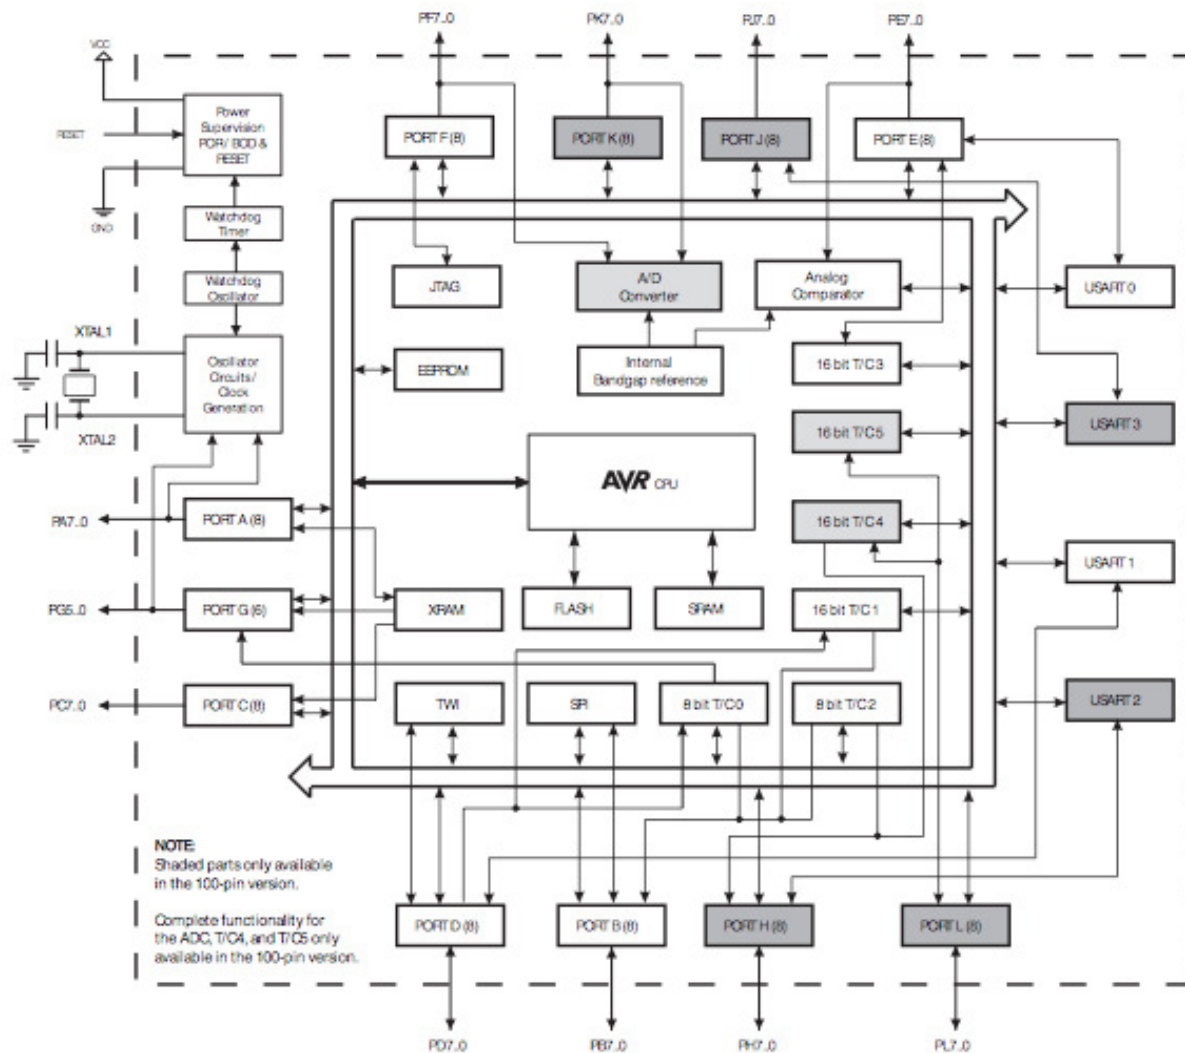 PF7..0
PK7..0
PJ7..0
PE7..0
VCC
RESET
GND
Power
Supervision
POR/ BOD &
RESET
PORT F (8)
PORT K (8)
PORT J (8)
PORT E (8)
Watchdog
Timer
Watchdog
Oscillator
JTAG
A/D
Converter
Analog
Comparator
USART 0
XTAL1
Oscillator
Circuits /
Clock
Generation
XTAL2
EEPROM
Internal
Bandgap reference
16 bit T/C3
USART 3
16 bit T/C5
AVR CPU
16 bit T/C4
PA7..0
PORT A (8)
USART 1
PG5..0
PORT G (6)
XRAM
FLASH
SRAM
16 bit T/C1
PC7..0
PORT C (8)
TWI
SPI
8 bit T/C0
8 bit T/C2
USART 2
NOTE:
Shaded parts only available
in the 100-pin version.
Complete functionality for
the ADC, T/C4, and T/C5 only
available in the 100-pin version.
PORT D (8)
PORT B (8)
PORT H (8)
PORT L (8)
PD7..0
PB7..0
PH7..0
PL7..0